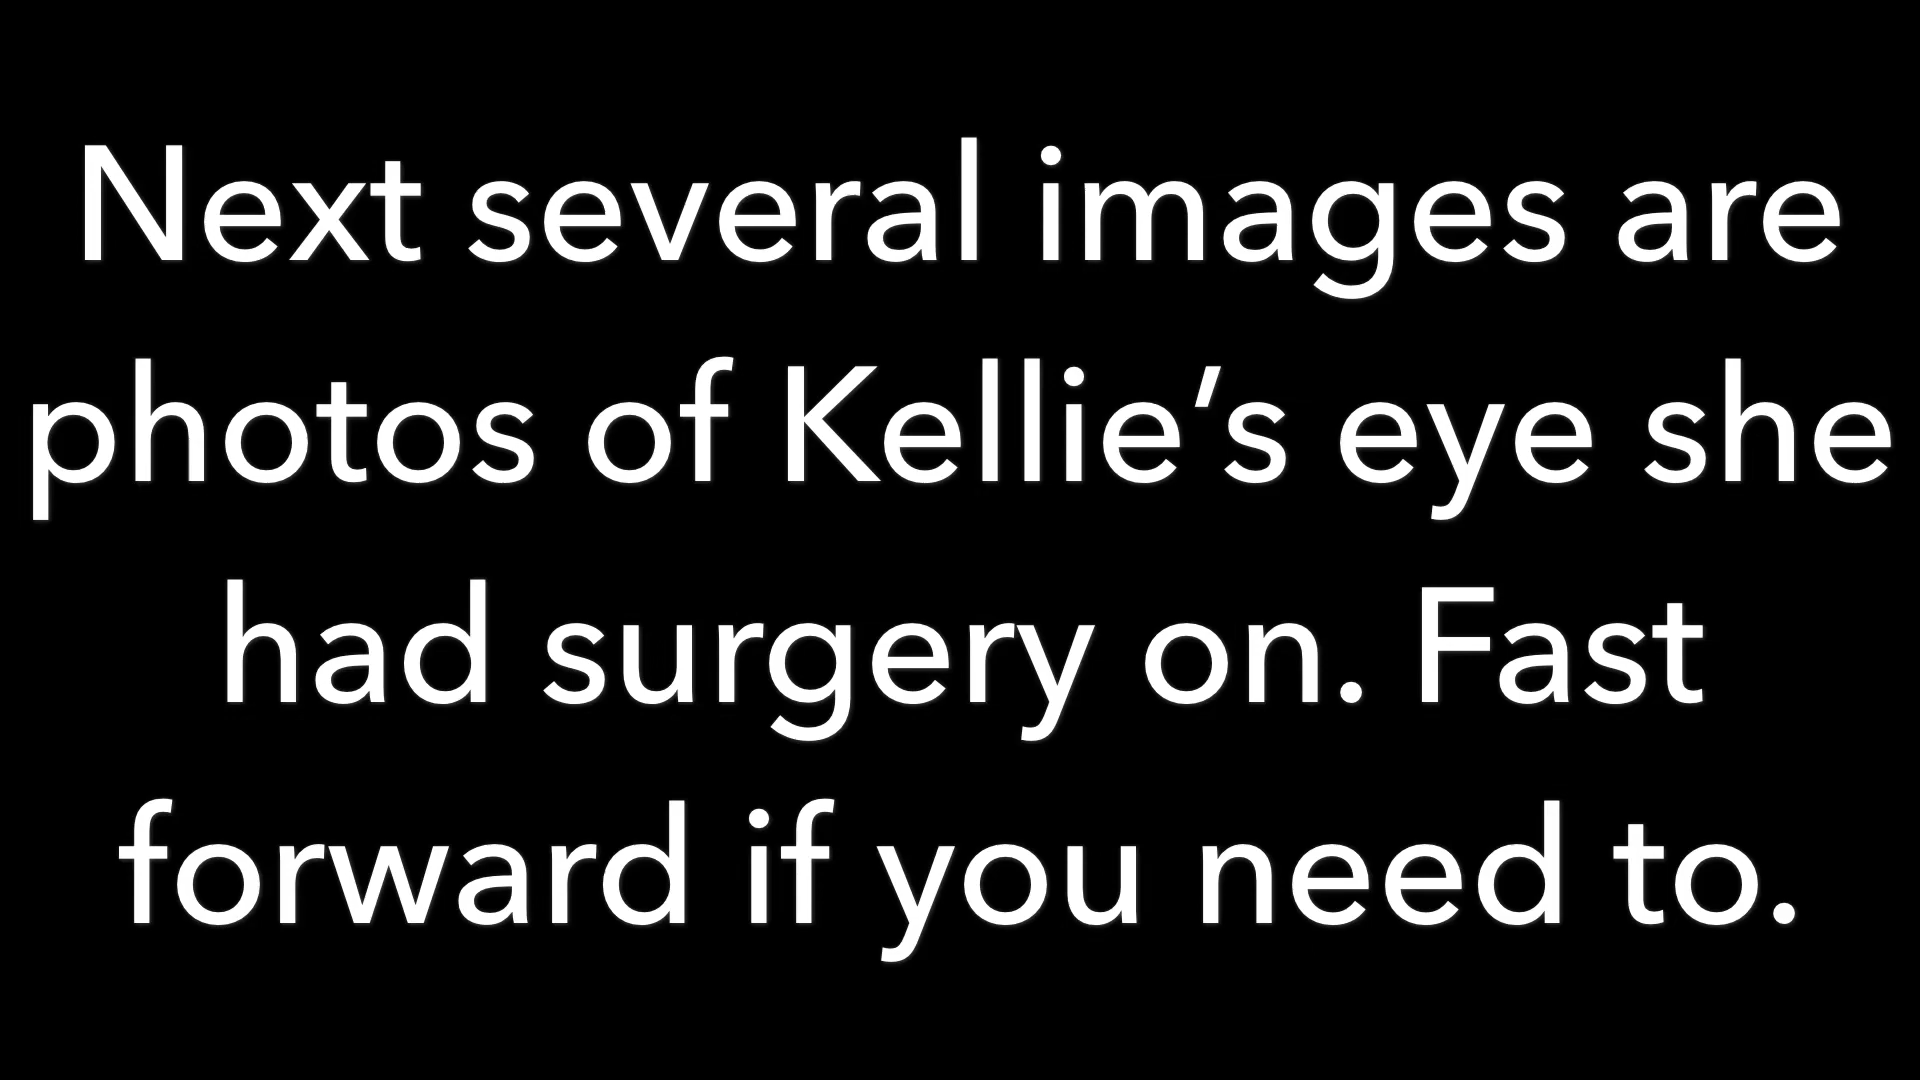 Next several images are
photos of Kellie’s eye she
had surgery on. Fast
forward if you need to.